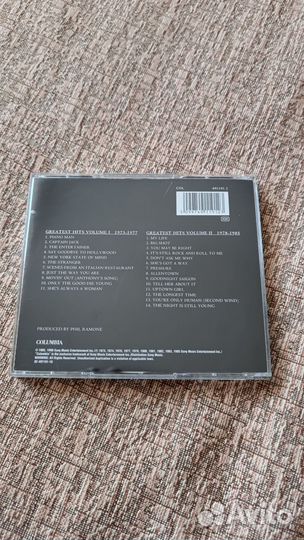 COL 491191 2
GREATEST HITS VOLUME I 1973-1977
1. PIANO MAN
2. CAPTAIN JACK
3. THE ENTERTAINER
4. SAY GOODBYE TO HOLLYWOOD
5. NEW YORK STATE OF MIND
6. THE STRANGER
7. SCENES FROM AN ITALIAN RESTAURANT
8. JUST THE WAY YOU ARE
9. MOVIN' OUT (ANTHONY'S SONG)
10. ONLY THE GOOD DIE YOUNG
11. SHE'S ALWAYS A WOMAN
GREATEST HITS VOLUME II 1978-1985
1. MY LIFE
2. BIG SHOT
3. YOU MAY BE RIGHT
4. IT'S STILL ROCK AND ROLL TO ME
5. DON'T ASK ME WHY
6. SHE'S GOT A WAY
7. PRESSURE
8. ALLENTOWN
9. GOODNIGHT SAIGON
10. TELL HER ABOUT IT
11. UPTOWN GIRL
12. THE LONGEST TIME
13. YOU'RE ONLY HUMAN (SECOND WIND)
14. THE NIGHT IS STILL YOUNG
PRODUCED BY PHIL RAMONE
COLUMBIA
Avito